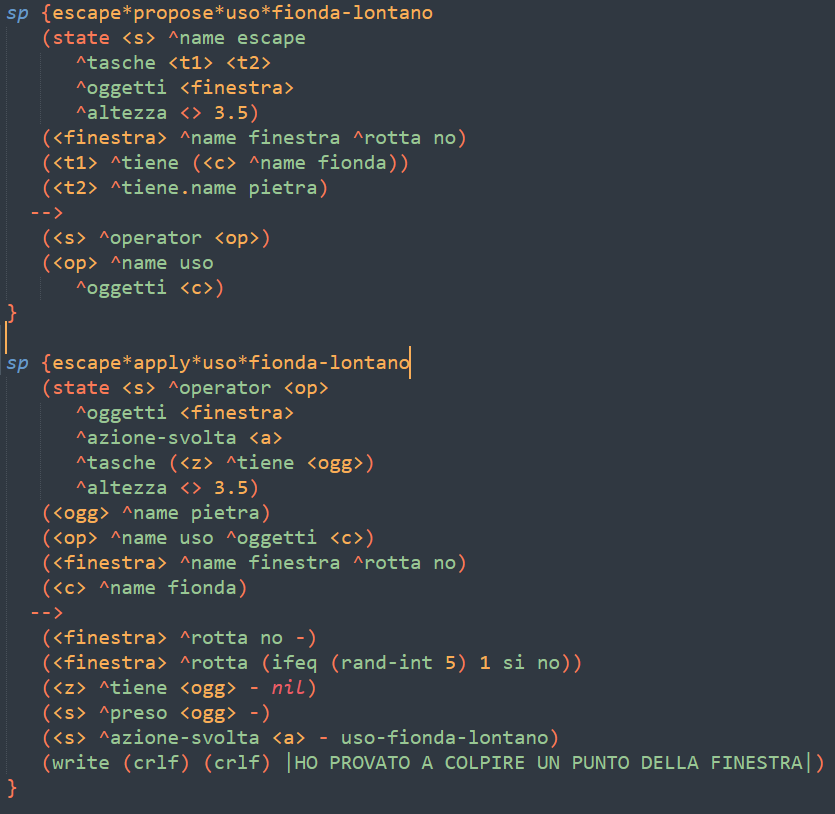 sp {escape*propose*uso*fionda-lontano
(state <s> ^name escape
^tasche <t1> <t2>
^oggetti <finestra>
^altezza <> 3.5)
(<finestra> ^name finestra ^rotta no)
(<t1> ^tiene (<c> ^name fionda))
(<t2> ^tiene.name pietra)
-->
(<s> ^operator <op>)
(<op> ^name uso
^oggetti <c>)
}
sp {escape*apply*uso*fionda-lontano
(state <s> ^operator <op>
^oggetti <finestra>
^azione-svolta <a>
^tasche (<z> ^tiene <ogg>)
^altezza <> 3.5)
(<ogg> ^name pietra)
(<op> ^name uso ^oggetti <c>)
(<finestra> ^name finestra ^rotta no)
(<c> ^name fionda)
-->
(<finestra> ^rotta no -)
(<finestra> ^rotta (ifeq (rand-int 5) 1 si no))
(<z> ^tiene <ogg> - nil)
(<s> ^preso <ogg> -)
(<s> ^azione-svolta <a> - uso-fionda-lontano)
(write (crlf) (crlf) |HO PROVATO A COLPIRE UN PUNTO DELLA FINESTRA|)
}